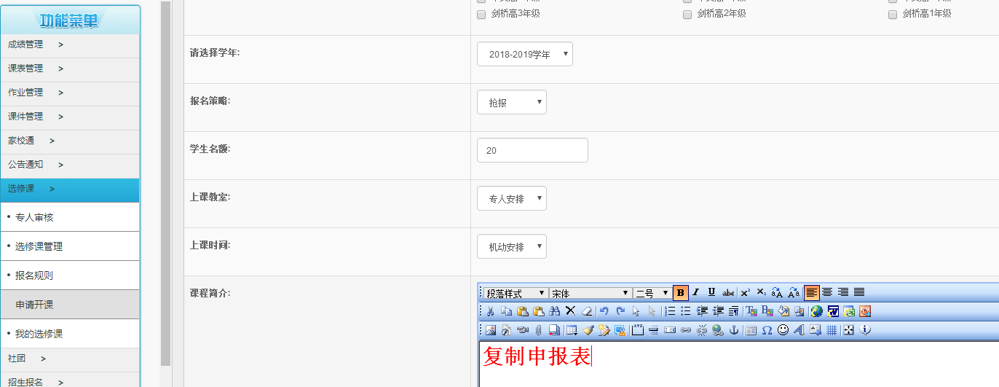 功能菜单
成绩管理 >
课表管理 >
作业管理 >
课件管理 >
家校通 >
公告通知 >
选修课 >
• 专人审核
• 选修课管理
• 报名规则
申请开课
• 我的选修课
社团 >
招生报名 >
剑桥高3年级 剑桥高2年级 剑桥高1年级
请选择学年: 2018-2019学年
报名策略: 抢报
学生名额: 20
上课教室: 专人安排
上课时间: 机动安排
课程简介:
段落样式 宋体 二号 B I U abc x² x₂ aA Aa
复制申报表